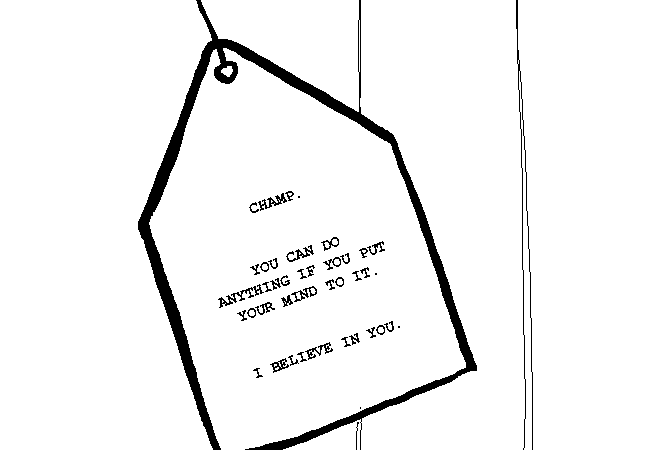 CHAMP.
YOU CAN DO
ANYTHING IF YOU PUT
YOUR MIND TO IT.
I BELIEVE IN YOU.